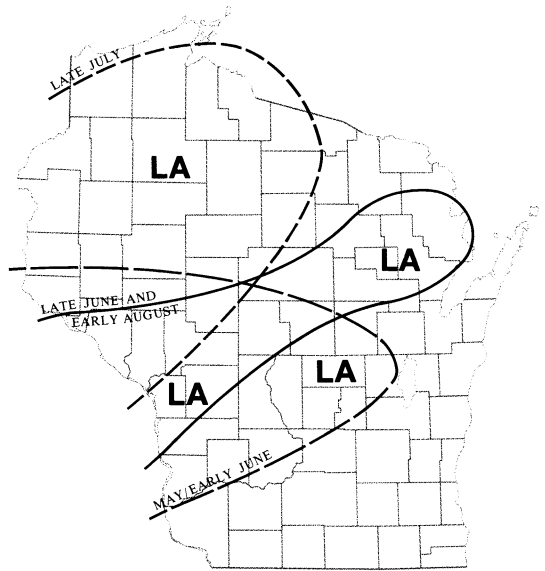 LATE JULY
LA
LA
LATE JUNE AND
EARLY AUGUST
LA
LA
MAY/EARLY JUNE